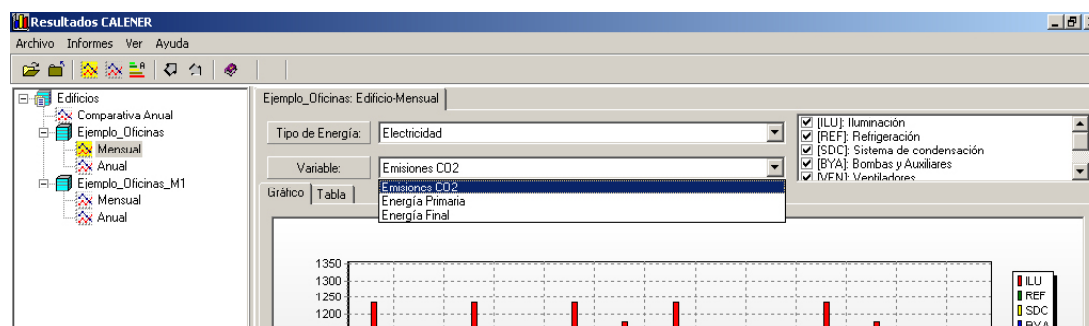 Resultados CALENER
Archivo Informes Ver Ayuda
Edificios
Comparativa Anual
Ejemplo_Oficinas
Mensual
Anual
Ejemplo_Oficinas_M1
Mensual
Anual
Ejemplo_Oficinas: Edificio-Mensual
Tipo de Energía: Electricidad
Variable: Emisiones CO2
Emisiones CO2
Energía Primaria
Energía Final
[ILU]: Iluminación
[REF]: Refrigeración
[SDC]: Sistema de condensación
[BYA]: Bombas y Auxiliares
[VEN]: Ventiladores
Gráfico Tabla
1350
1300
1250
1200
ILU
REF
SDC
BYA